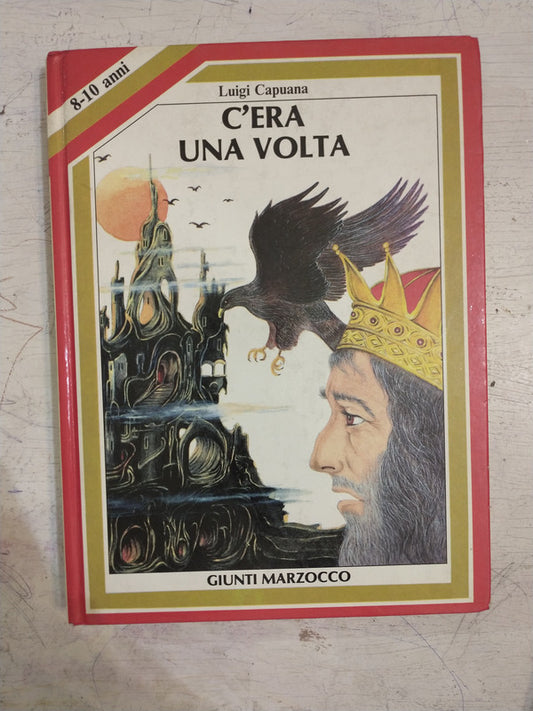 8-10 anni
Luigi Capuana
C'ERA
UNA VOLTA
GIUNTI MARZOCCO